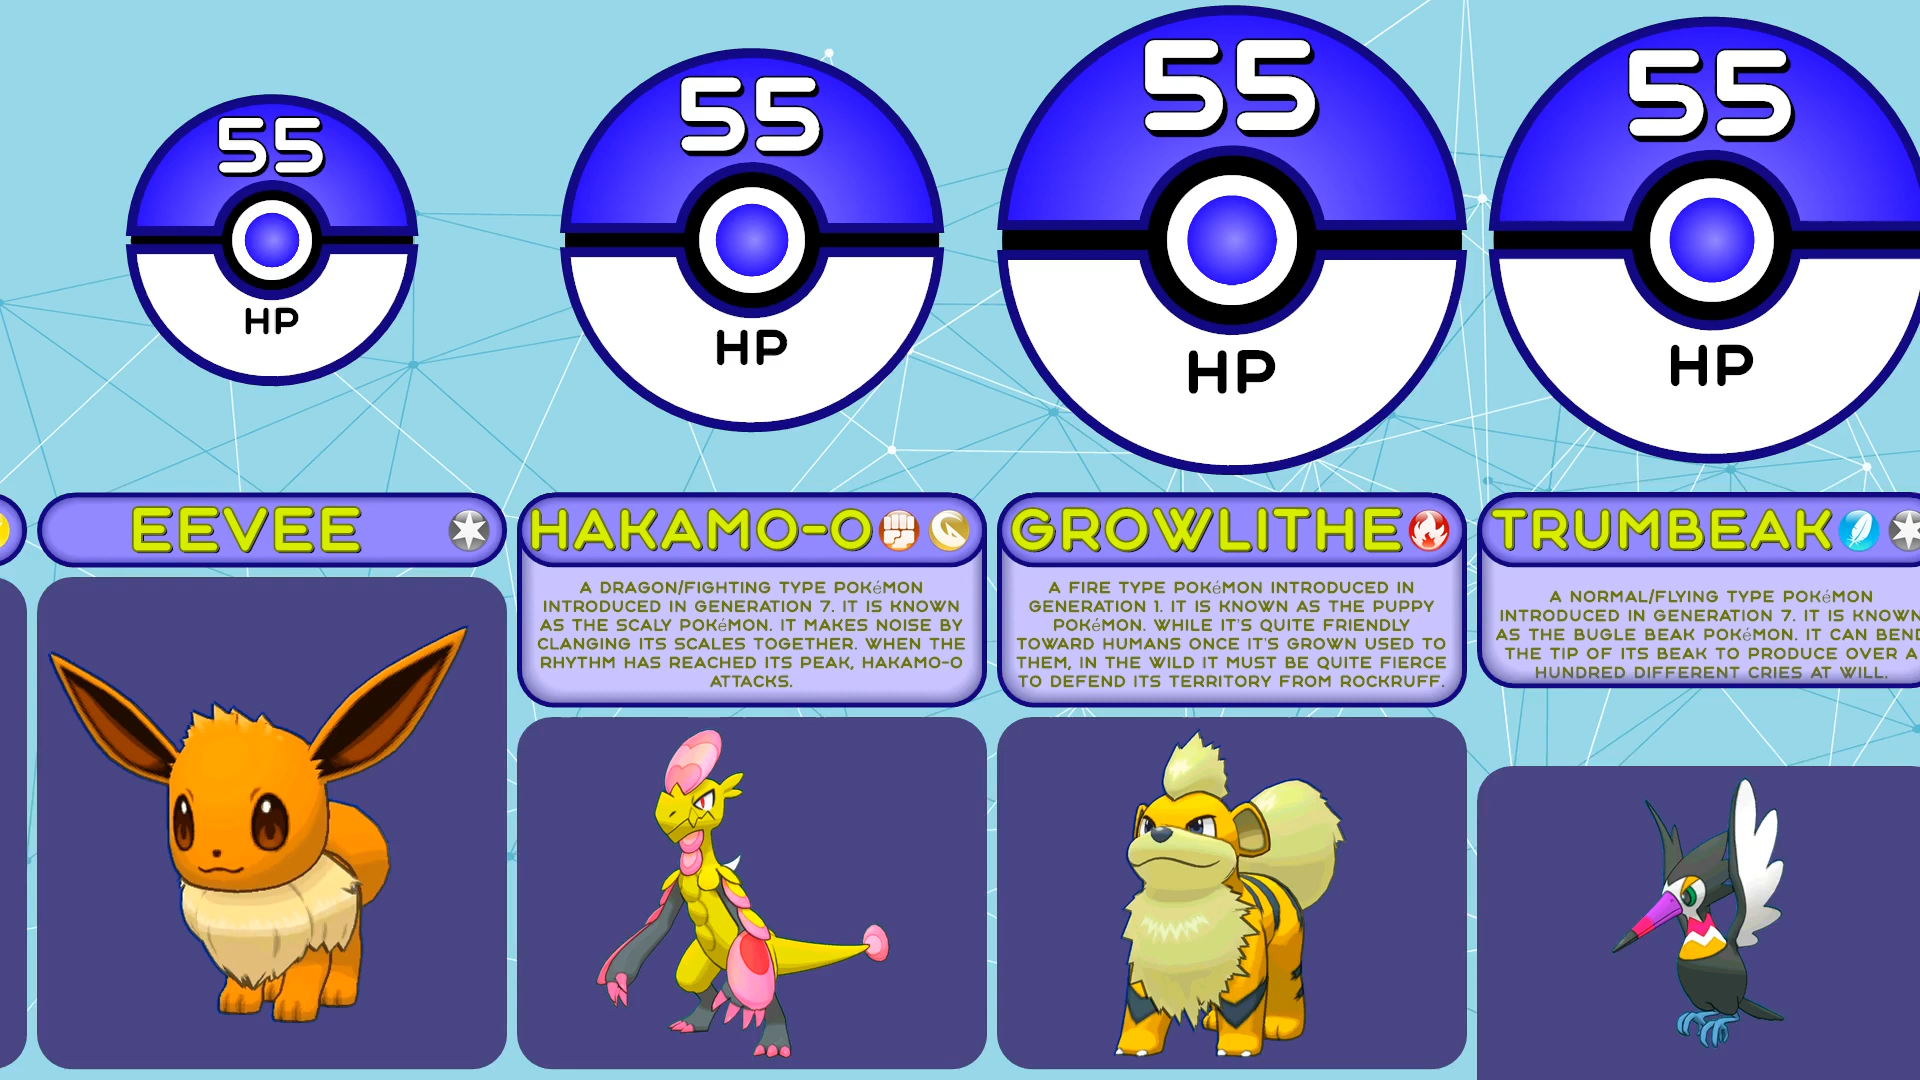 55
HP
55
HP
55
HP
55
HP
EEVEE
HAKAMO-O
A DRAGON/FIGHTING TYPE POKéMON
INTRODUCED IN GENERATION 7. IT IS KNOWN
AS THE SCALY POKéMON. IT MAKES NOISE BY
CLANGING ITS SCALES TOGETHER. WHEN THE
RHYTHM HAS REACHED ITS PEAK, HAKAMO-O
ATTACKS.
GROWLITHE
A FIRE TYPE POKéMON INTRODUCED IN
GENERATION 1. IT IS KNOWN AS THE PUPPY
POKéMON. WHILE IT'S QUITE FRIENDLY
TOWARD HUMANS ONCE IT'S GROWN USED TO
THEM, IN THE WILD IT MUST BE QUITE FIERCE
TO DEFEND ITS TERRITORY FROM ROCKRUFF.
TRUMBEAK
A NORMAL/FLYING TYPE POKéMON
INTRODUCED IN GENERATION 7. IT IS KNOWN
AS THE BUGLE BEAK POKéMON. IT CAN BEND
THE TIP OF ITS BEAK TO PRODUCE OVER A
HUNDRED DIFFERENT CRIES AT WILL.